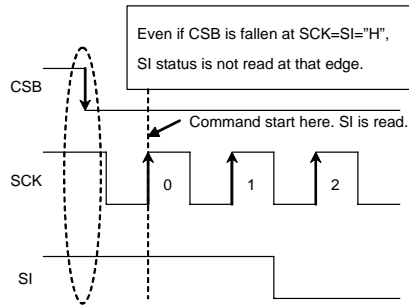 Even if CSB is fallen at SCK=SI=”H”,
SI status is not read at that edge.
CSB
Command start here. SI is read.
SCK
0
1
2
SI